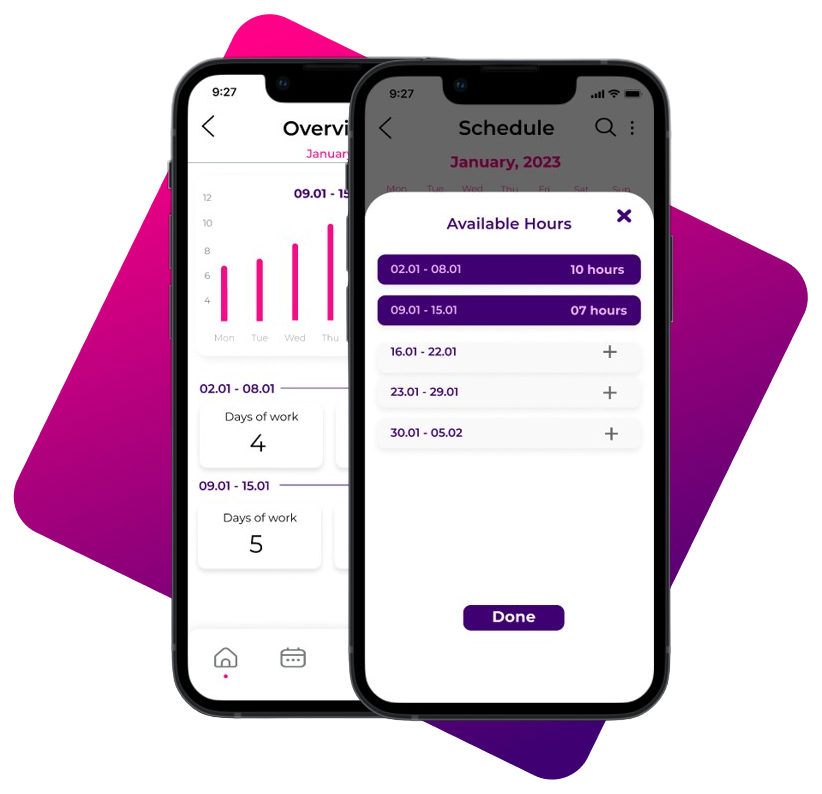 9:27
Overvi
Januar
09.01 - 15
12
10
8
6
4
Mon Tue Wed Thu
02.01 - 08.01
Days of work
4
09.01 - 15.01
Days of work
5
9:27
Schedule
January, 2023
Mon Tue Wed Thu Fri Sat Sun
Available Hours
02.01 - 08.01 10 hours
09.01 - 15.01 07 hours
16.01 - 22.01 +
23.01 - 29.01 +
30.01 - 05.02 +
Done